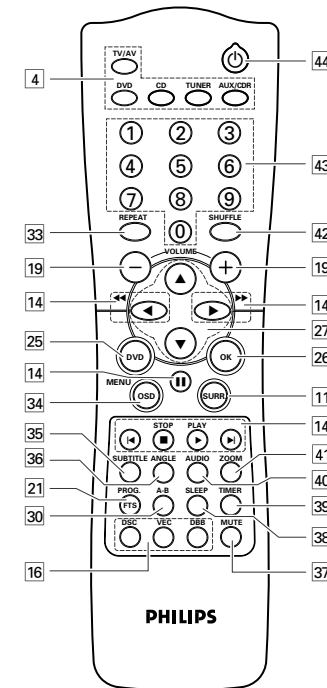 TV/AV
44
4
DVD CD TUNER AUX/CDR
1 2 3
43
4 5 6
7 8 9
REPEAT SHUFFLE
33 0 42
VOLUME
19 − + 19
14 14
27
25 DVD OK 26
14
MENU
34 OSD SURR. 11
STOP PLAY
14
35 41
SUBTITLE ANGLE AUDIO ZOOM
36 40
PROG. A-B SLEEP TIMER
21 FTS 39
30 38
DSC VEC DBB MUTE
16 37
PHILIPS